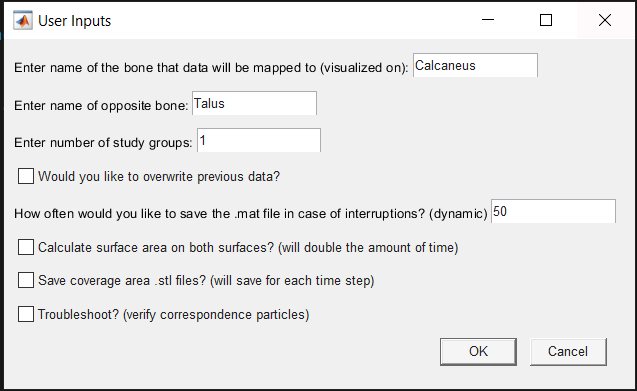 User Inputs
Enter name of the bone that data will be mapped to (visualized on): Calcaneus
Enter name of opposite bone: Talus
Enter number of study groups: 1
Would you like to overwrite previous data?
How often would you like to save the .mat file in case of interruptions? (dynamic) 50
Calculate surface area on both surfaces? (will double the amount of time)
Save coverage area .stl files? (will save for each time step)
Troubleshoot? (verify correspondence particles)
OK Cancel